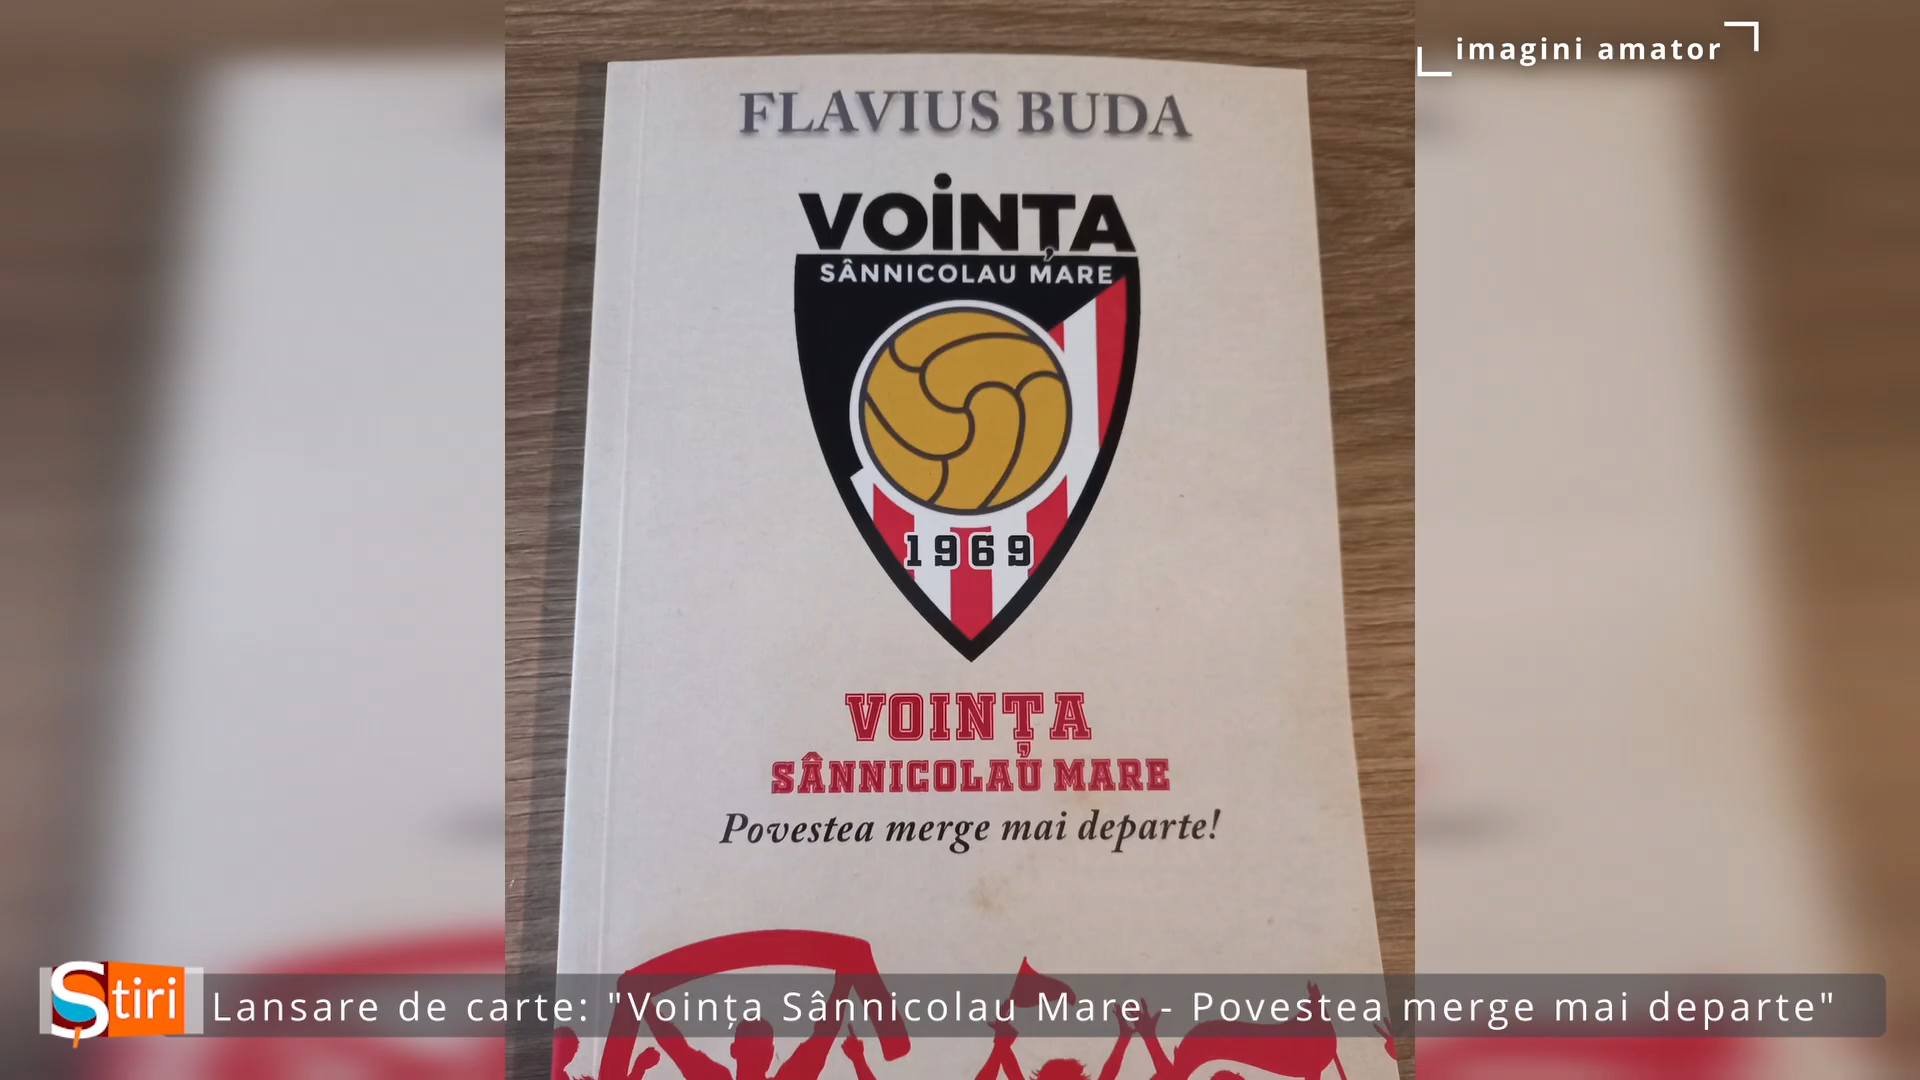 imagini amator
FLAVIUS BUDA
VOINȚA
SÂNNICOLAU MARE
1969
VOINȚA
SÂNNICOLAU MARE
Povestea merge mai departe!
Știri
Lansare de carte: "Voința Sânnicolau Mare - Povestea merge mai departe"